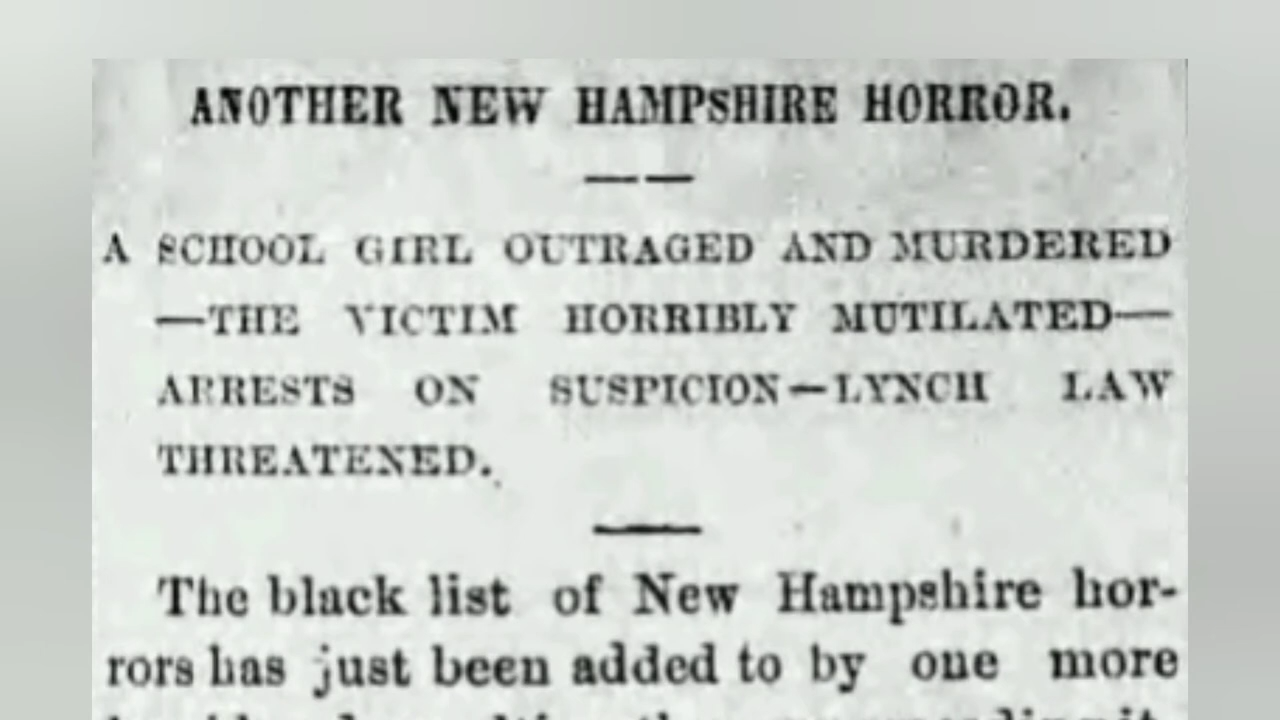 ANOTHER NEW HAMPSHIRE HORROR.
A SCHOOL GIRL OUTRAGED AND MURDERED
—THE VICTIM HORRIBLY MUTILATED—
ARRESTS ON SUSPICION—LYNCH LAW
THREATENED.
The black list of New Hampshire hor-
rors has just been added to by one more